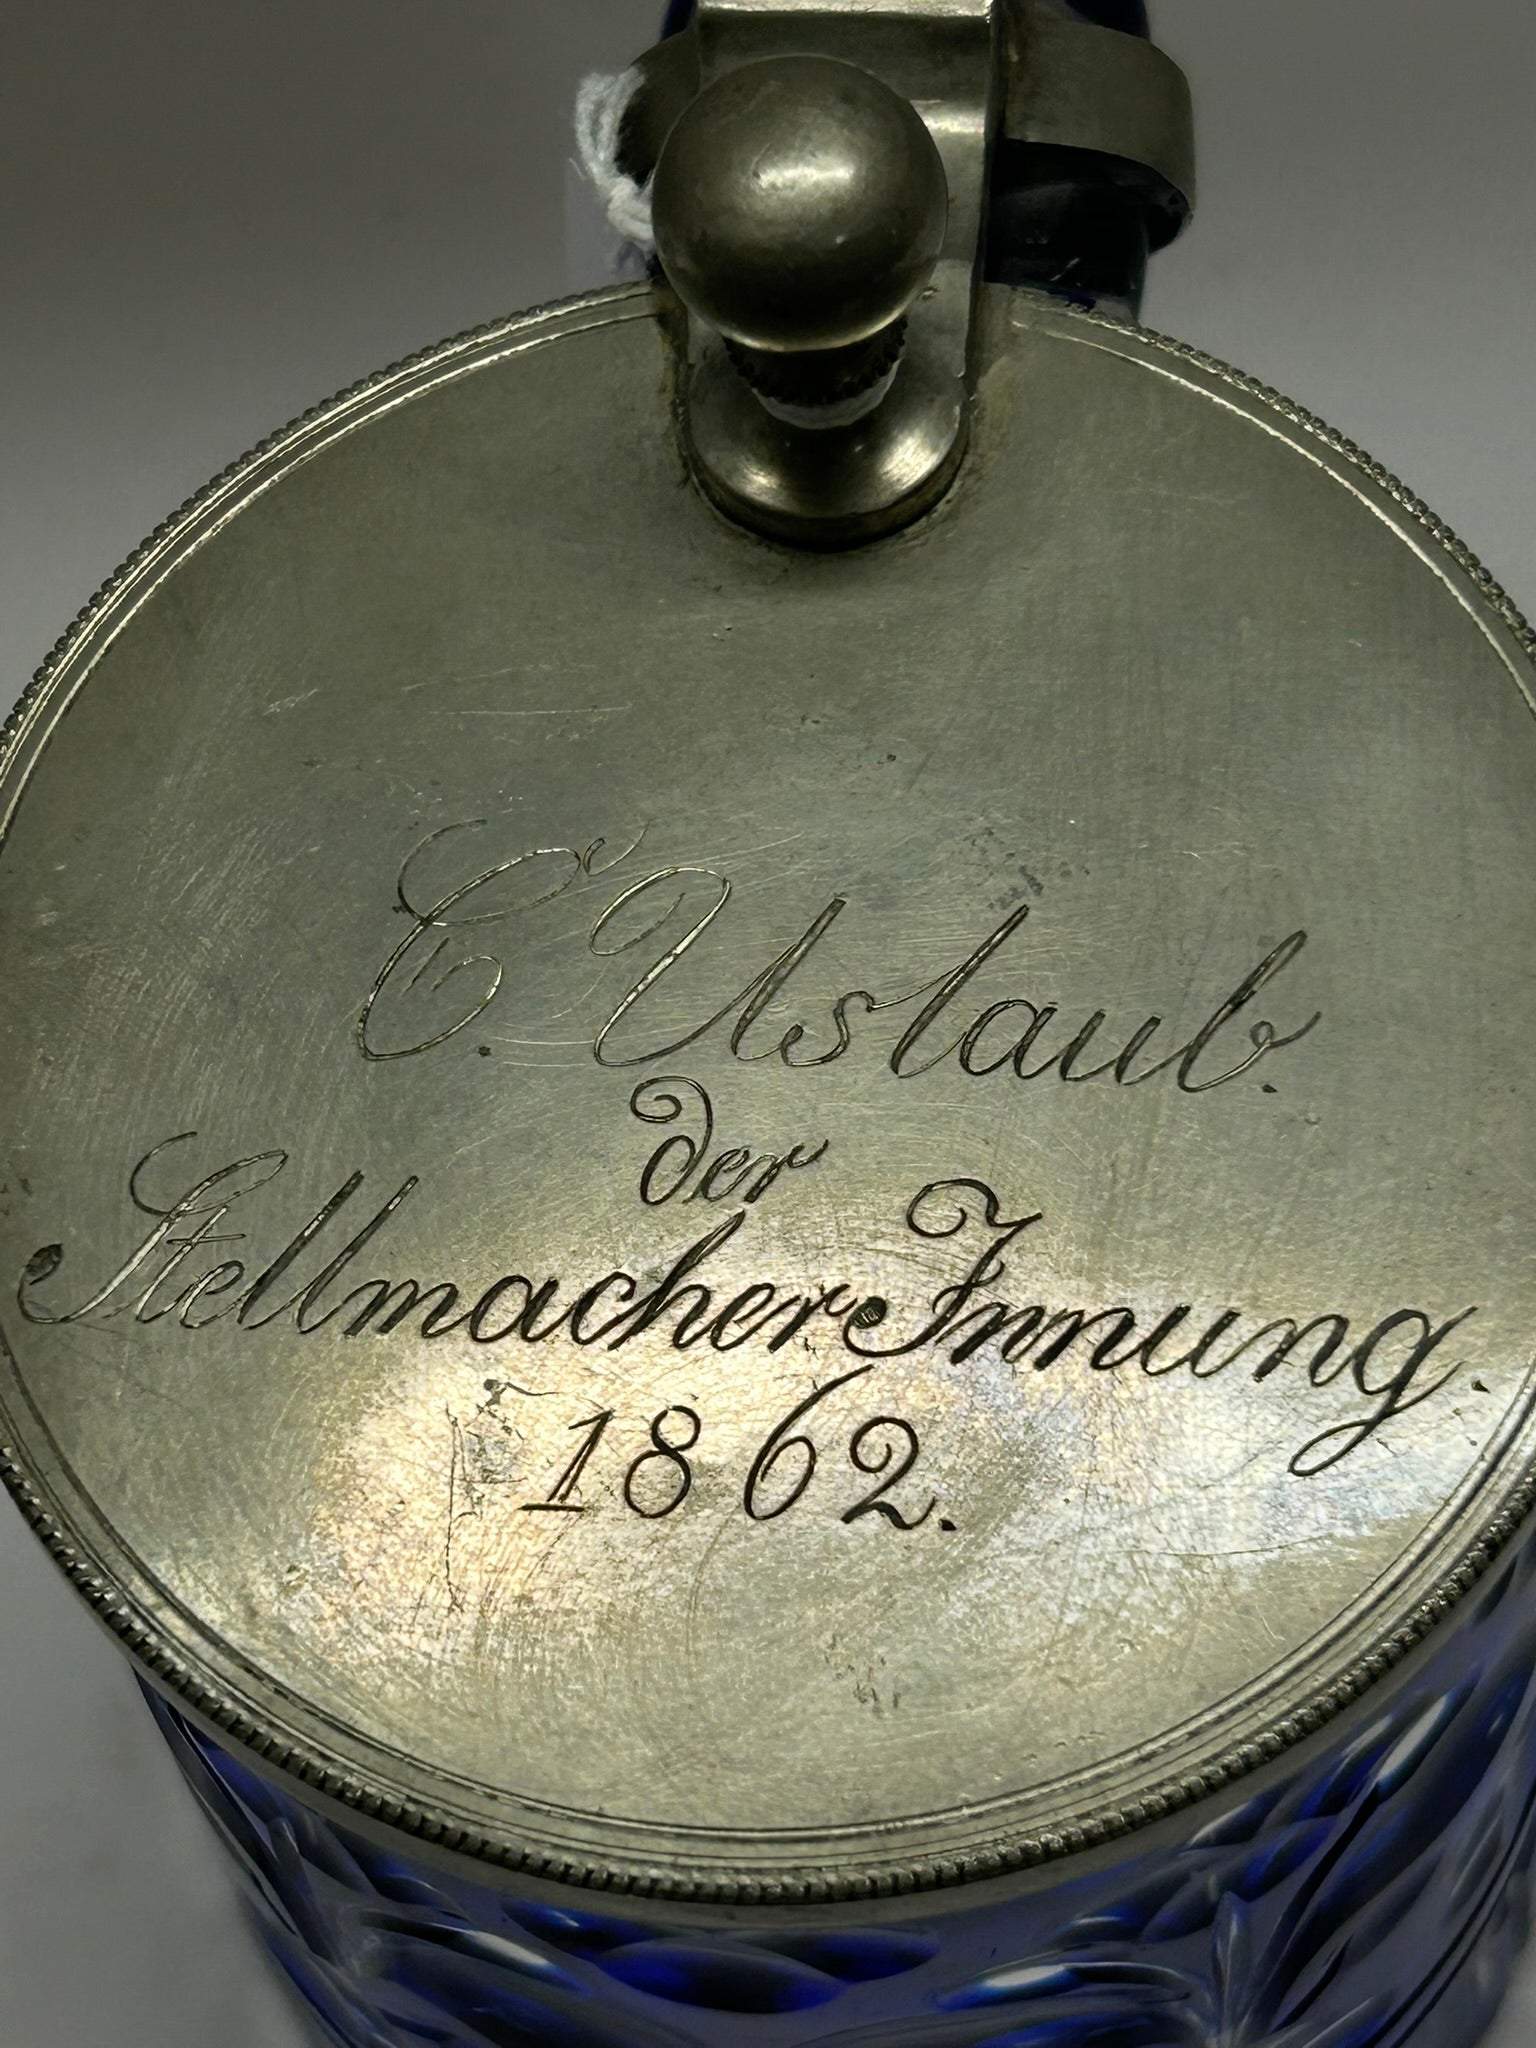 C. Uslaub.
der
Stellmacher Innung.
1862.